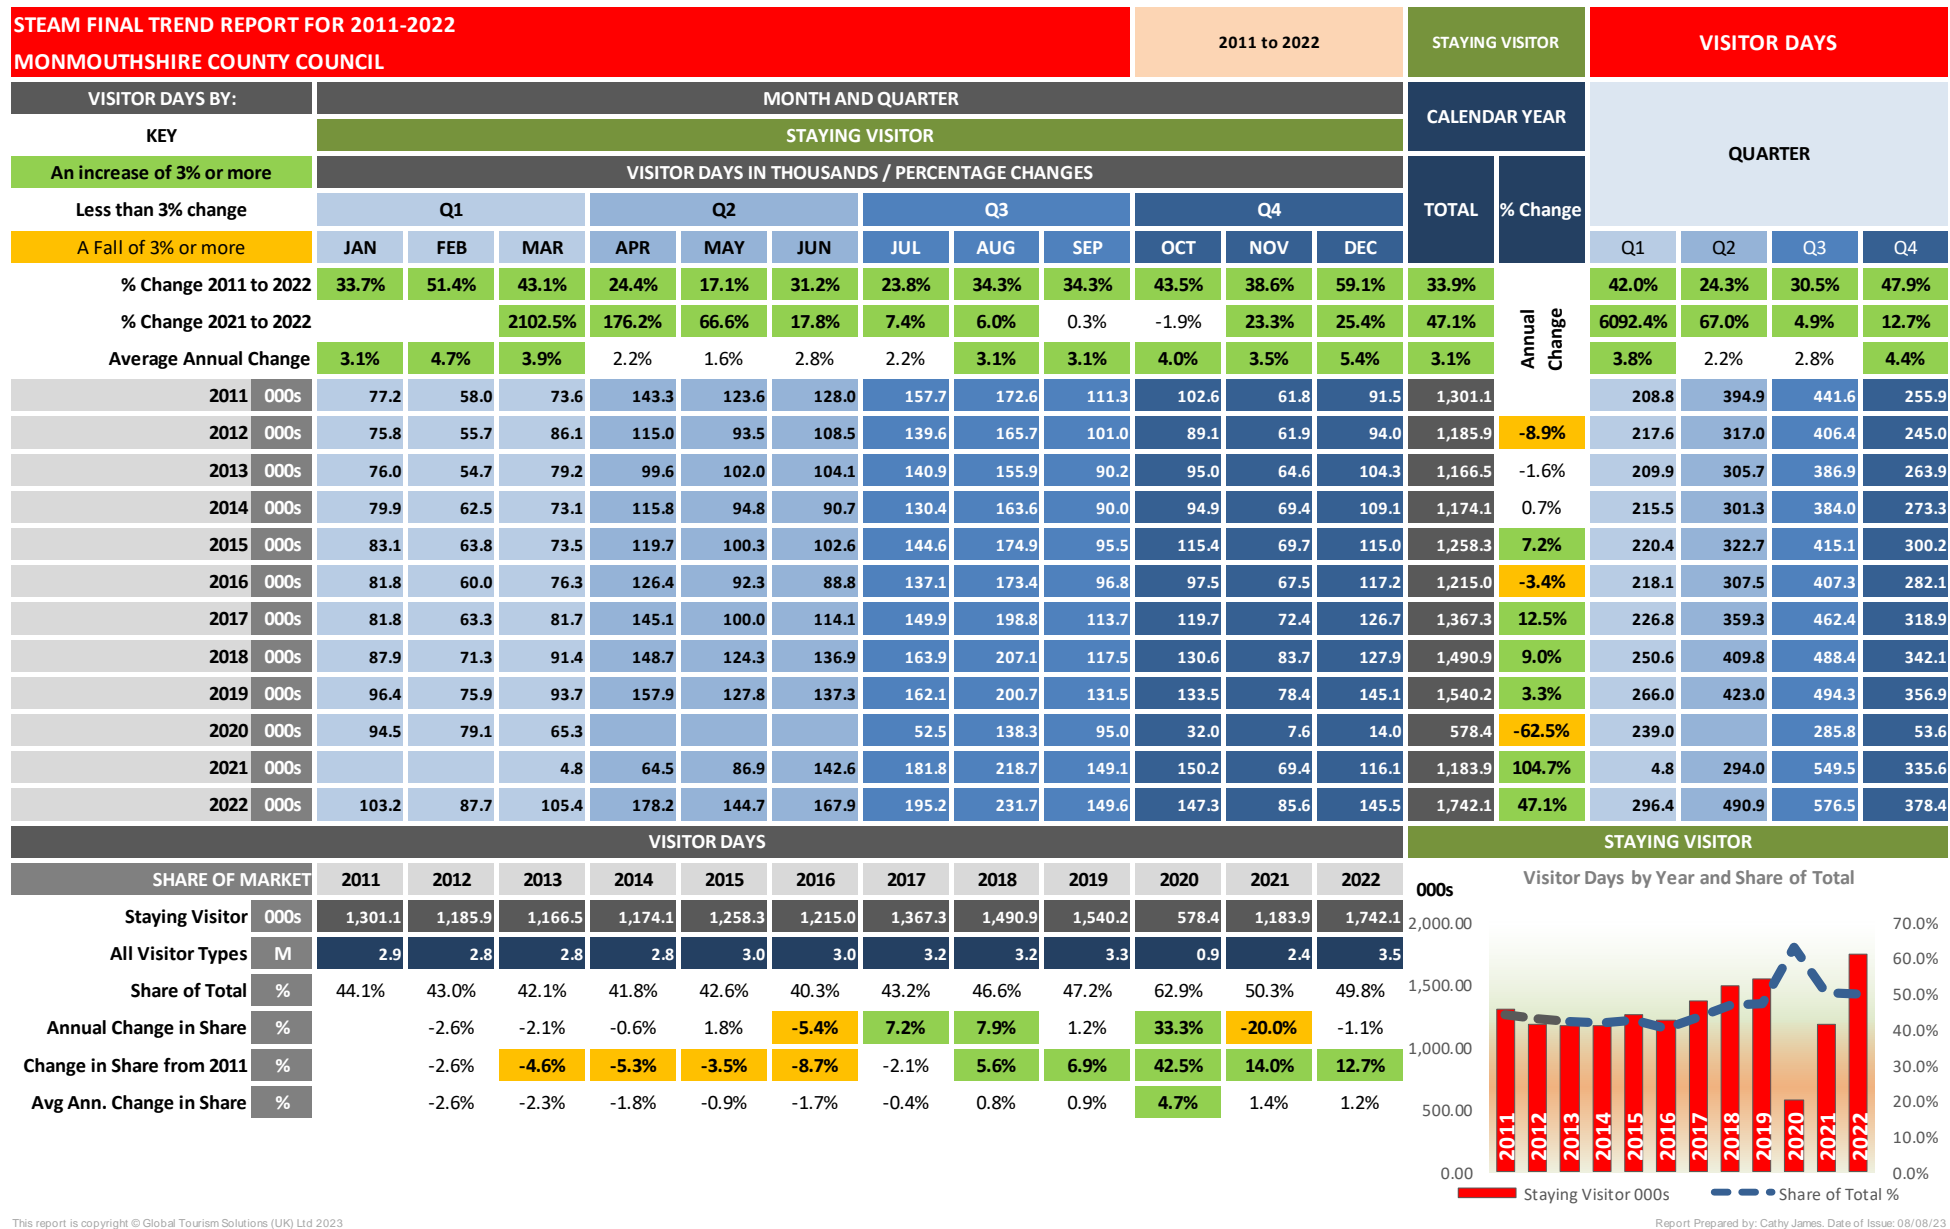 STEAM FINAL TREND REPORT FOR 2011-2022
MONMOUTHSHIRE COUNTY COUNCIL
2011 to 2022
STAYING VISITOR
VISITOR DAYS
VISITOR DAYS BY:
MONTH AND QUARTER
CALENDAR YEAR
QUARTER
KEY
STAYING VISITOR
An increase of 3% or more
VISITOR DAYS IN THOUSANDS / PERCENTAGE CHANGES
TOTAL
% Change
Less than 3% change
Q1 Q2 Q3 Q4
A Fall of 3% or more
JAN FEB MAR APR MAY JUN JUL AUG SEP OCT NOV DEC Q1 Q2 Q3 Q4
% Change 2011 to 2022 33.7% 51.4% 43.1% 24.4% 17.1% 31.2% 23.8% 34.3% 34.3% 43.5% 38.6% 59.1% 33.9% 42.0% 24.3% 30.5% 47.9%
% Change 2021 to 2022 2102.5% 176.2% 66.6% 17.8% 7.4% 6.0% 0.3% -1.9% 23.3% 25.4% 47.1% 6092.4% 67.0% 4.9% 12.7%
Average Annual Change 3.1% 4.7% 3.9% 2.2% 1.6% 2.8% 2.2% 3.1% 3.1% 4.0% 3.5% 5.4% 3.1% 3.8% 2.2% 2.8% 4.4%
Annual
Change
2011 000s 77.2 58.0 73.6 143.3 123.6 128.0 157.7 172.6 111.3 102.6 61.8 91.5 1,301.1 208.8 394.9 441.6 255.9
2012 000s 75.8 55.7 86.1 115.0 93.5 108.5 139.6 165.7 101.0 89.1 61.9 94.0 1,185.9 -8.9% 217.6 317.0 406.4 245.0
2013 000s 76.0 54.7 79.2 99.6 102.0 104.1 140.9 155.9 90.2 95.0 64.6 104.3 1,166.5 -1.6% 209.9 305.7 386.9 263.9
2014 000s 79.9 62.5 73.1 115.8 94.8 90.7 130.4 163.6 90.0 94.9 69.4 109.1 1,174.1 0.7% 215.5 301.3 384.0 273.3
2015 000s 83.1 63.8 73.5 119.7 100.3 102.6 144.6 174.9 95.5 115.4 69.7 115.0 1,258.3 7.2% 220.4 322.7 415.1 300.2
2016 000s 81.8 60.0 76.3 126.4 92.3 88.8 137.1 173.4 96.8 97.5 67.5 117.2 1,215.0 -3.4% 218.1 307.5 407.3 282.1
2017 000s 81.8 63.3 81.7 145.1 100.0 114.1 149.9 198.8 113.7 119.7 72.4 126.7 1,367.3 12.5% 226.8 359.3 462.4 318.9
2018 000s 87.9 71.3 91.4 148.7 124.3 136.9 163.9 207.1 117.5 130.6 83.7 127.9 1,490.9 9.0% 250.6 409.8 488.4 342.1
2019 000s 96.4 75.9 93.7 157.9 127.8 137.3 162.1 200.7 131.5 133.5 78.4 145.1 1,540.2 3.3% 266.0 423.0 494.3 356.9
2020 000s 94.5 79.1 65.3 52.5 138.3 95.0 32.0 7.6 14.0 578.4 -62.5% 239.0 285.8 53.6
2021 000s 4.8 64.5 86.9 142.6 181.8 218.7 149.1 150.2 69.4 116.1 1,183.9 104.7% 4.8 294.0 549.5 335.6
2022 000s 103.2 87.7 105.4 178.2 144.7 167.9 195.2 231.7 149.6 147.3 85.6 145.5 1,742.1 47.1% 296.4 490.9 576.5 378.4
VISITOR DAYS
STAYING VISITOR
SHARE OF MARKET 2011 2012 2013 2014 2015 2016 2017 2018 2019 2020 2021 2022
Staying Visitor 000s 1,301.1 1,185.9 1,166.5 1,174.1 1,258.3 1,215.0 1,367.3 1,490.9 1,540.2 578.4 1,183.9 1,742.1
All Visitor Types M 2.9 2.8 2.8 2.8 3.0 3.0 3.2 3.2 3.3 0.9 2.4 3.5
Share of Total % 44.1% 43.0% 42.1% 41.8% 42.6% 40.3% 43.2% 46.6% 47.2% 62.9% 50.3% 49.8%
Annual Change in Share % -2.6% -2.1% -0.6% 1.8% -5.4% 7.2% 7.9% 1.2% 33.3% -20.0% -1.1%
Change in Share from 2011 % -2.6% -4.6% -5.3% -3.5% -8.7% -2.1% 5.6% 6.9% 42.5% 14.0% 12.7%
Avg Ann. Change in Share % -2.6% -2.3% -1.8% -0.9% -1.7% -0.4% 0.8% 0.9% 4.7% 1.4% 1.2%
Visitor Days by Year and Share of Total
000s
2,000.00 70.0%
60.0%
1,500.00 50.0%
40.0%
1,000.00
30.0%
500.00 20.0%
10.0%
0.00 0.0%
2011 2012 2013 2014 2015 2016 2017 2018 2019 2020 2021 2022
Staying Visitor 000s Share of Total %
This report is copyright © Global Tourism Solutions (UK) Ltd 2023
Report Prepared by: Cathy James. Date of Issue: 08/08/23